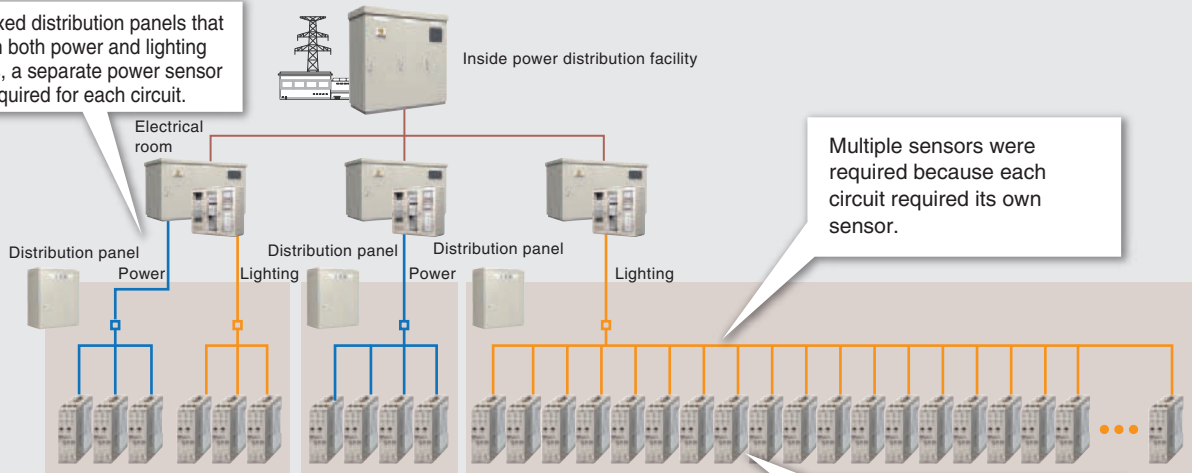 ked distribution panels that
both power and lighting
, a separate power sensor
quired for each circuit.
Inside power distribution facility
Electrical
room
Multiple sensors were
required because each
circuit required its own
sensor.
Distribution panel
Power
Lighting
Distribution panel
Power
Distribution panel
Lighting